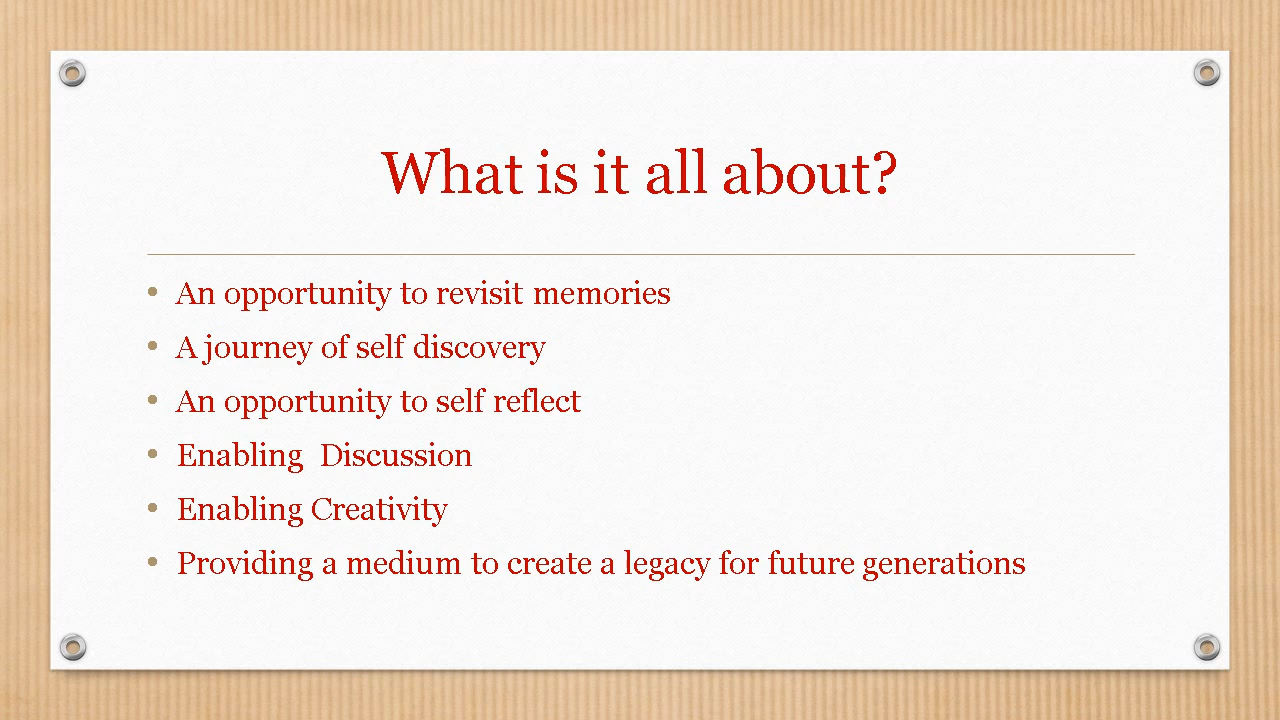 What is it all about?
• An opportunity to revisit memories
• A journey of self discovery
• An opportunity to self reflect
• Enabling  Discussion
• Enabling Creativity
• Providing a medium to create a legacy for future generations